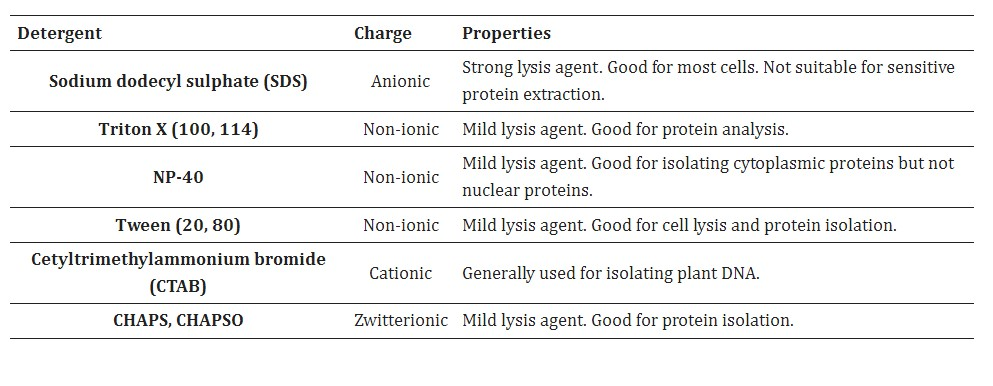 Detergent Charge Properties
Sodium dodecyl sulphate (SDS) Anionic Strong lysis agent. Good for most cells. Not suitable for sensitive
protein extraction.
Triton X (100, 114) Non-ionic Mild lysis agent. Good for protein analysis.
NP-40 Non-ionic Mild lysis agent. Good for isolating cytoplasmic proteins but not
nuclear proteins.
Tween (20, 80) Non-ionic Mild lysis agent. Good for cell lysis and protein isolation.
Cetyltrimethylammonium bromide
(CTAB) Cationic Generally used for isolating plant DNA.
CHAPS, CHAPSO Zwitterionic Mild lysis agent. Good for protein isolation.